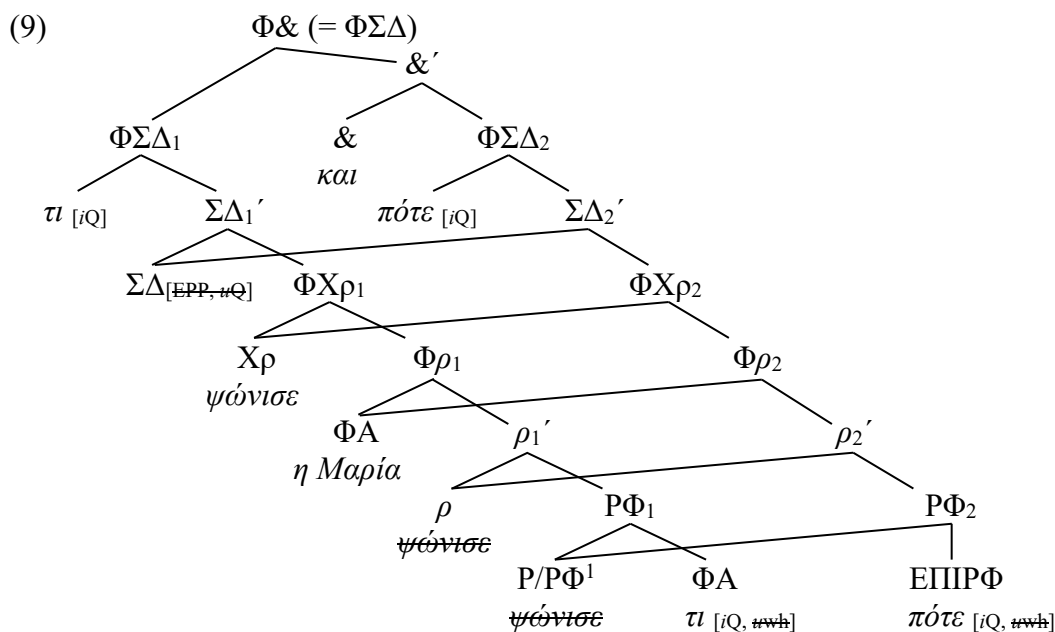 (9) Φ& (= ΦΣΔ)
&´
ΦΣΔ₁ & ΦΣΔ₂
και
τι [iQ] ΣΔ₁´ πότε [iQ] ΣΔ₂´
ΣΔ[EPP, uQ] ΦΧρ₁ ΦΧρ₂
Χρ Φρ₁ Φρ₂
ψώνισε
ΦΑ ρ₁´ ρ₂´
η Μαρία
ρ ΡΦ₁ ΡΦ₂
ψώνισε
Ρ/ΡΦ¹ ΦΑ ΕΠΙΡΦ
ψώνισε τι [iQ, uwh] πότε [iQ, uwh]